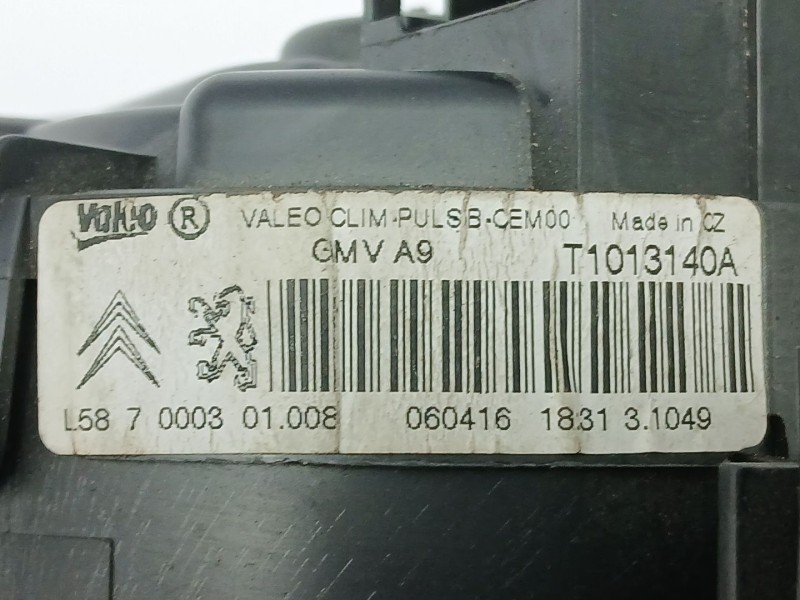 Valeo ® VALEO CLIM-PULSB-CEM00 Made in CZ
GMV A9 T1013140A
L58 7 0003 01.008 060416 1831 3.1049